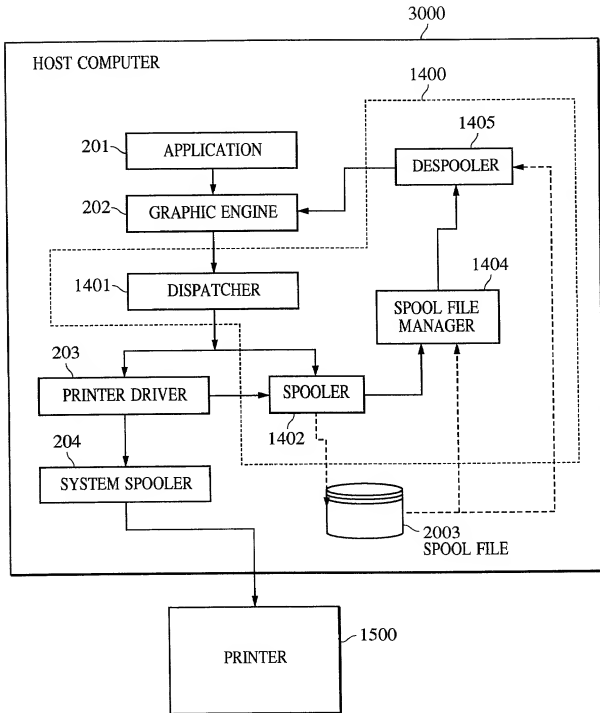 3000
HOST COMPUTER
1400
1405
201
APPLICATION
DESPOOLER
202
GRAPHIC ENGINE
1401
DISPATCHER
1404
SPOOL FILE
MANAGER
203
PRINTER DRIVER
SPOOLER
1402
204
SYSTEM SPOOLER
2003
SPOOL FILE
1500
PRINTER